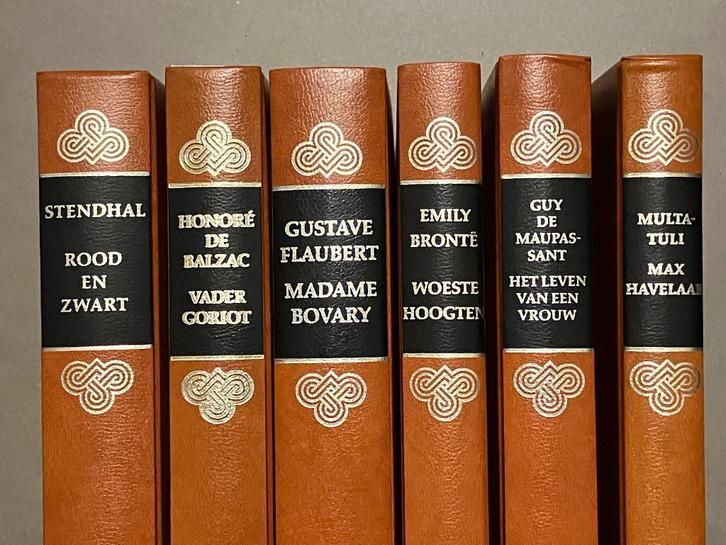 STENDHAL
ROOD
EN
ZWART
HONORÉ
DE
BALZAC
VADER
GORIOT
GUSTAVE
FLAUBERT
MADAME
BOVARY
EMILY
BRONTË
WOESTE
HOOGTEN
GUY
DE
MAUPAS-
SANT
HET LEVEN
VAN EEN
VROUW
MULTA-
TULI
MAX
HAVELAAR